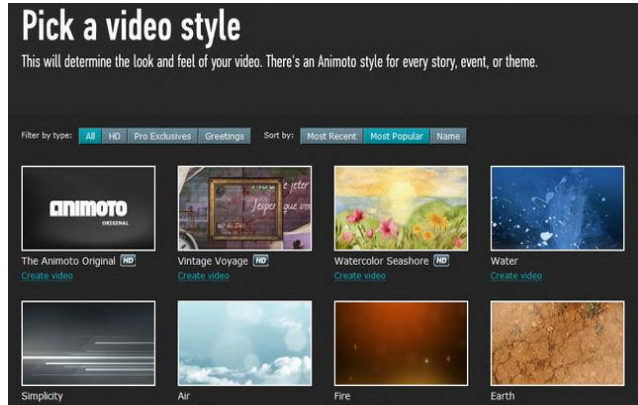 Pick a video style
This will determine the look and feel of your video. There's an Animoto style for every story, event, or theme.
Filter by type: All HD Pro Exclusives Greetings Sort by: Most Recent Most Popular Name
animoto
ORIGINAL
jeter
que
The Animoto Original HD
Vintage Voyage HD
Watercolor Seashore HD
Water
Create video
Create video
Create video
Create video
Simplicity
Air
Fire
Earth